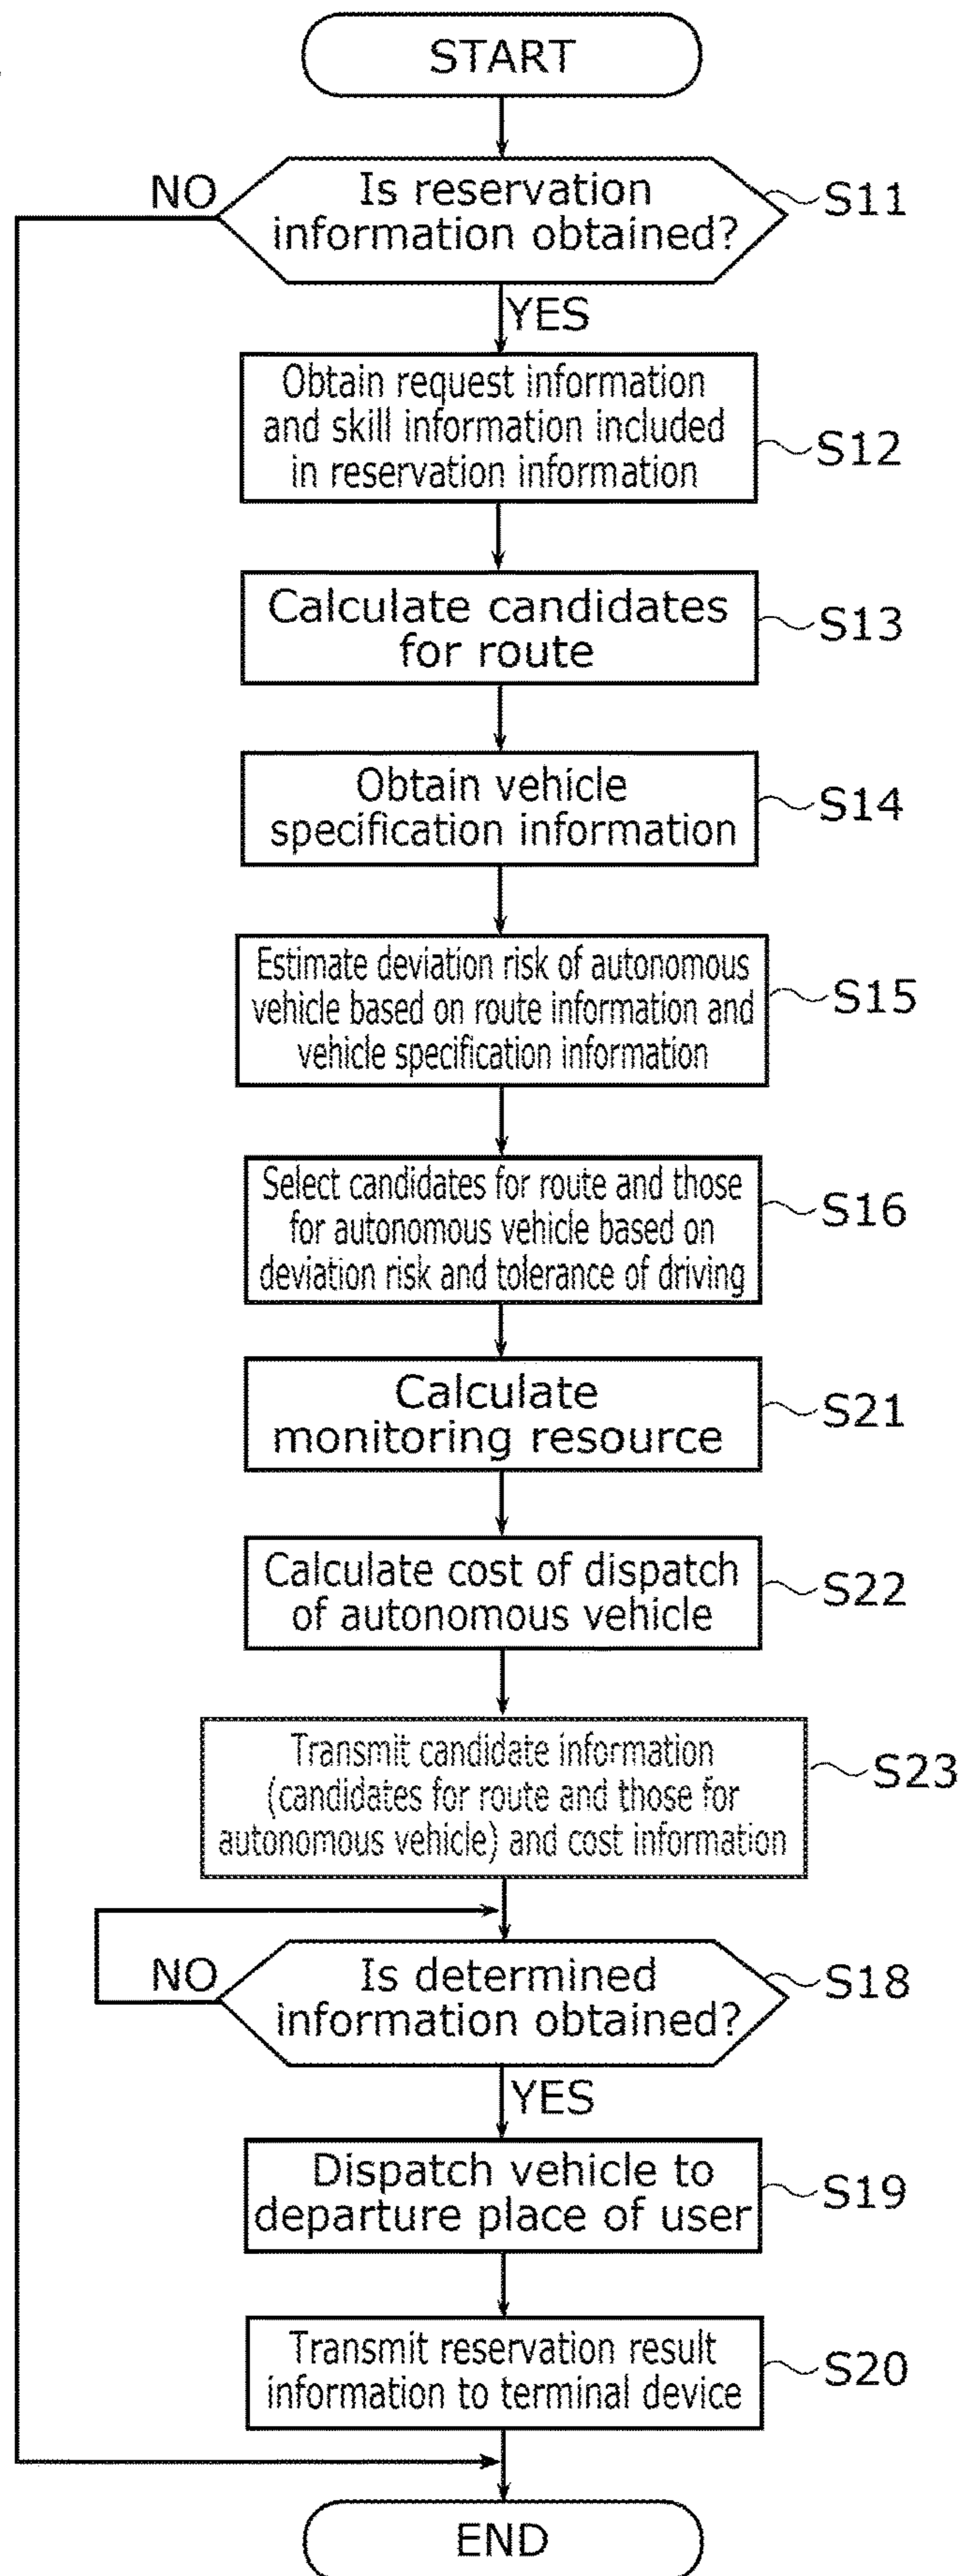 START
NO
Is reservation
information obtained?
S11
YES
Obtain request information
and skill information included
in reservation information
S12
Calculate candidates
for route
S13
Obtain vehicle
specification information
S14
Estimate deviation risk of autonomous
vehicle based on route information and
vehicle specification information
S15
Select candidates for route and those
for autonomous vehicle based on
deviation risk and tolerance of driving
S16
Calculate
monitoring resource
S21
Calculate cost of dispatch
of autonomous vehicle
S22
Transmit candidate information
(candidates for route and those for
autonomous vehicle) and cost information
S23
NO
Is determined
information obtained?
S18
YES
Dispatch vehicle to
departure place of user
S19
Transmit reservation result
information to terminal device
S20
END